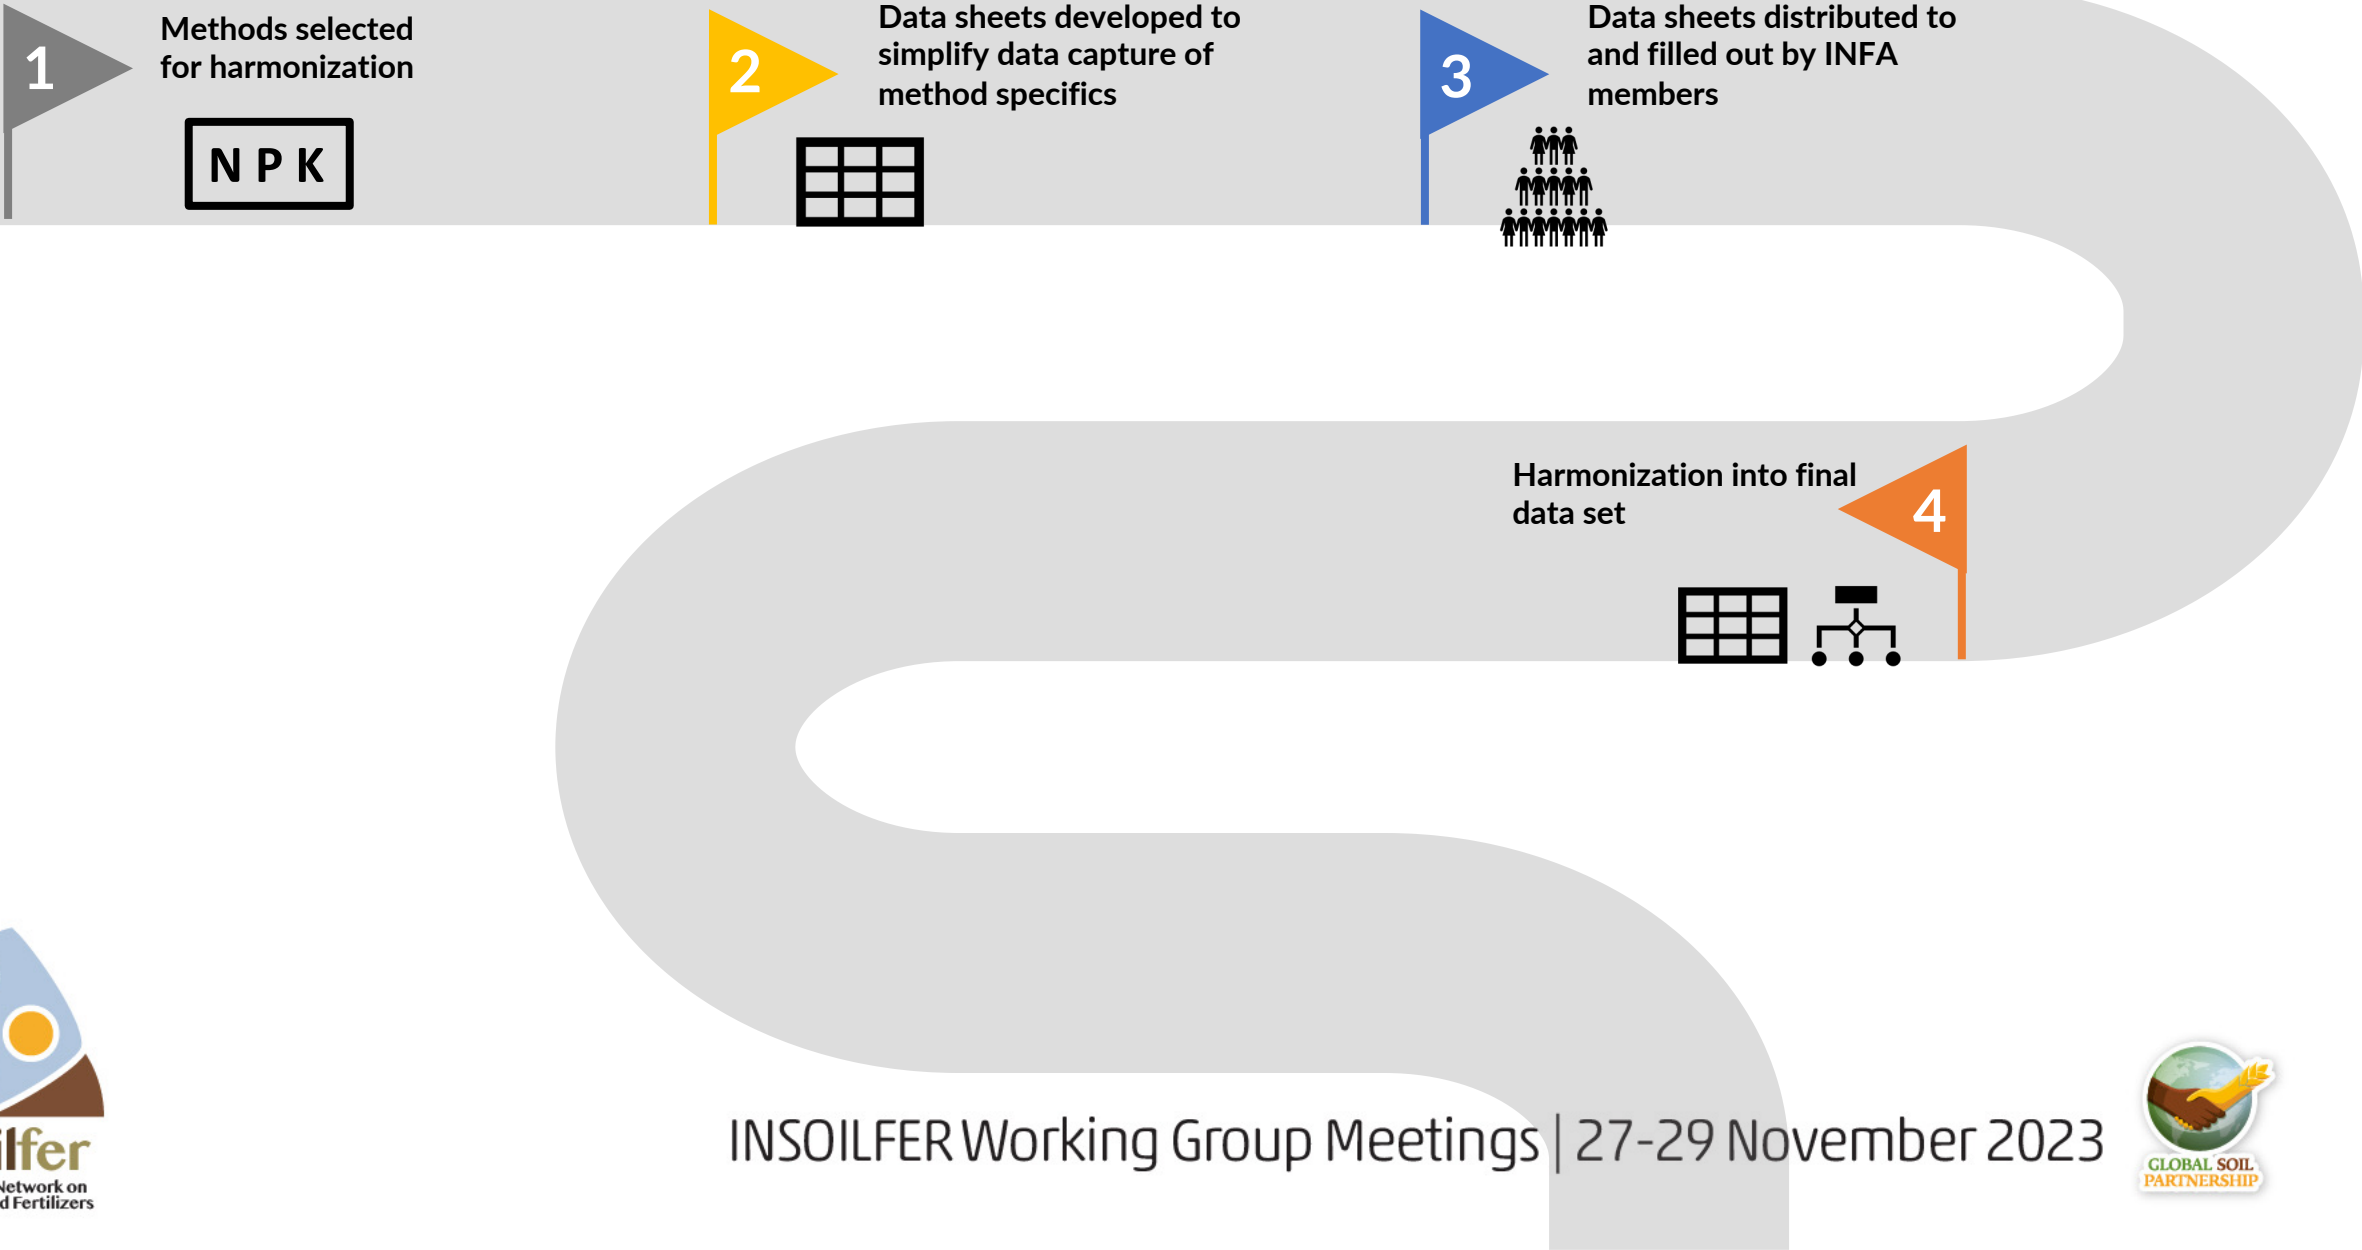 1
Methods selected
for harmonization
N P K
2
Data sheets developed to
simplify data capture of
method specifics
3
Data sheets distributed to
and filled out by INFA
members
4
Harmonization into final
data set
ilfer
Network on
d Fertilizers
INSOILFER Working Group Meetings | 27-29 November 2023
GLOBAL SOIL
PARTNERSHIP